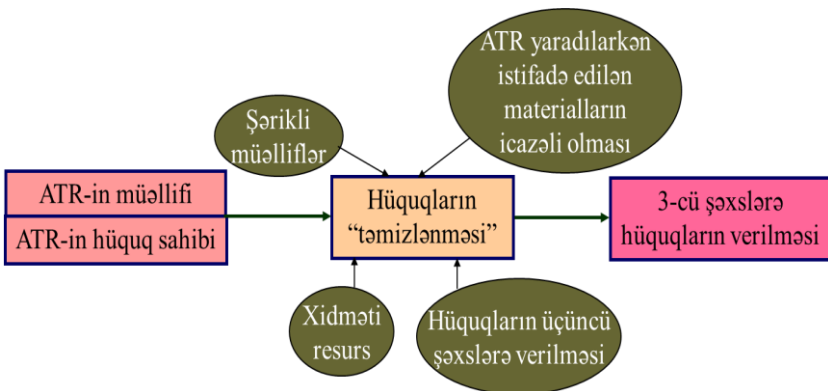 ATR yaradılarkən
istifadə edilən
materialların
icazəli olması
Şərikli
müəlliflər
ATR-in müəllifi
ATR-in hüquq sahibi
Hüquqların
“təmizlənməsi”
3-cü şəxslərə
hüquqların verilməsi
Xidməti
resurs
Hüquqların üçüncü
şəxslərə verilməsi